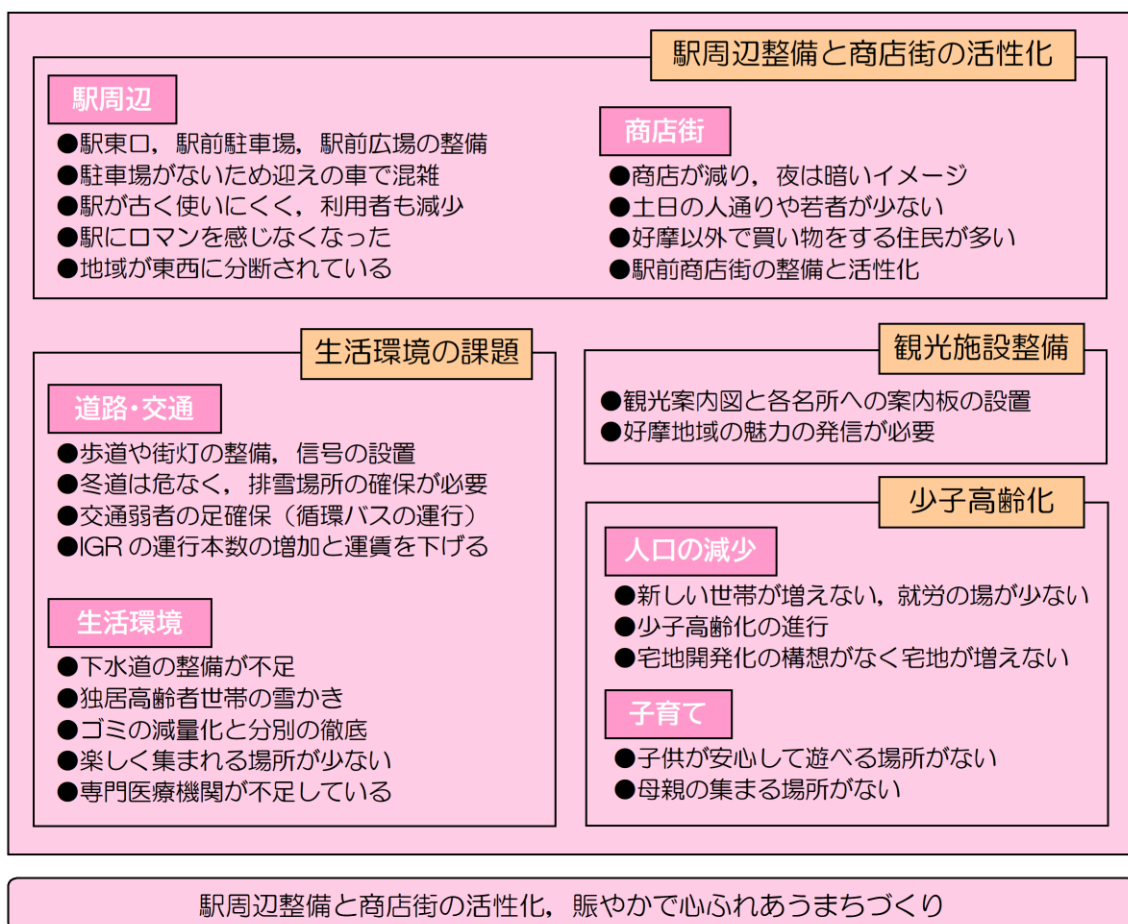 駅周辺整備と商店街の活性化
駅周辺
●駅東口，駅前駐車場，駅前広場の整備
●駐車場がないため迎えの車で混雑
●駅が古く使いにくく，利用者も減少
●駅にロマンを感じなくなった
●地域が東西に分断されている
商店街
●商店が減り，夜は暗いイメージ
●土日の人通りや若者が少ない
●好摩以外で買い物をする住民が多い
●駅前商店街の整備と活性化
生活環境の課題
道路・交通
●歩道や街灯の整備，信号の設置
●冬道は危なく，排雪場所の確保が必要
●交通弱者の足確保（循環バスの運行）
●IGRの運行本数の増加と運賃を下げる
生活環境
●下水道の整備が不足
●独居高齢者世帯の雪かき
●ゴミの減量化と分別の徹底
●楽しく集まれる場所が少ない
●専門医療機関が不足している
観光施設整備
●観光案内図と各名所への案内板の設置
●好摩地域の魅力の発信が必要
少子高齢化
人口の減少
●新しい世帯が増えない，就労の場が少ない
●少子高齢化の進行
●宅地開発化の構想がなく宅地が増えない
子育て
●子供が安心して遊べる場所がない
●母親の集まる場所がない
駅周辺整備と商店街の活性化，賑やかで心ふれあうまちづくり